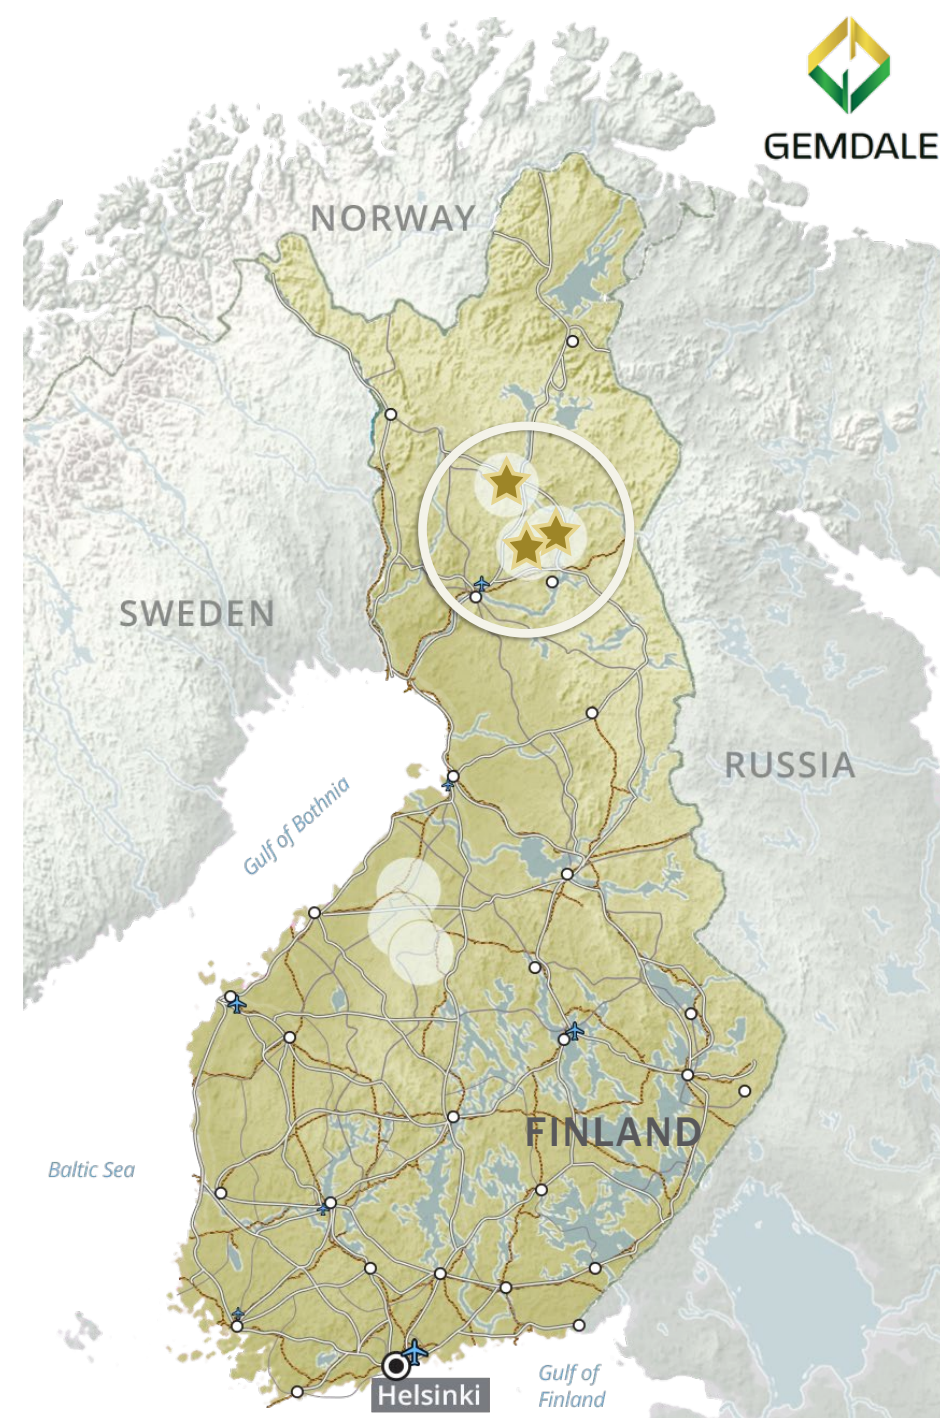 GEMDALE
NORWAY
SWEDEN
RUSSIA
Gulf of Bothnia
FINLAND
Baltic Sea
Gulf of
Finland
Helsinki